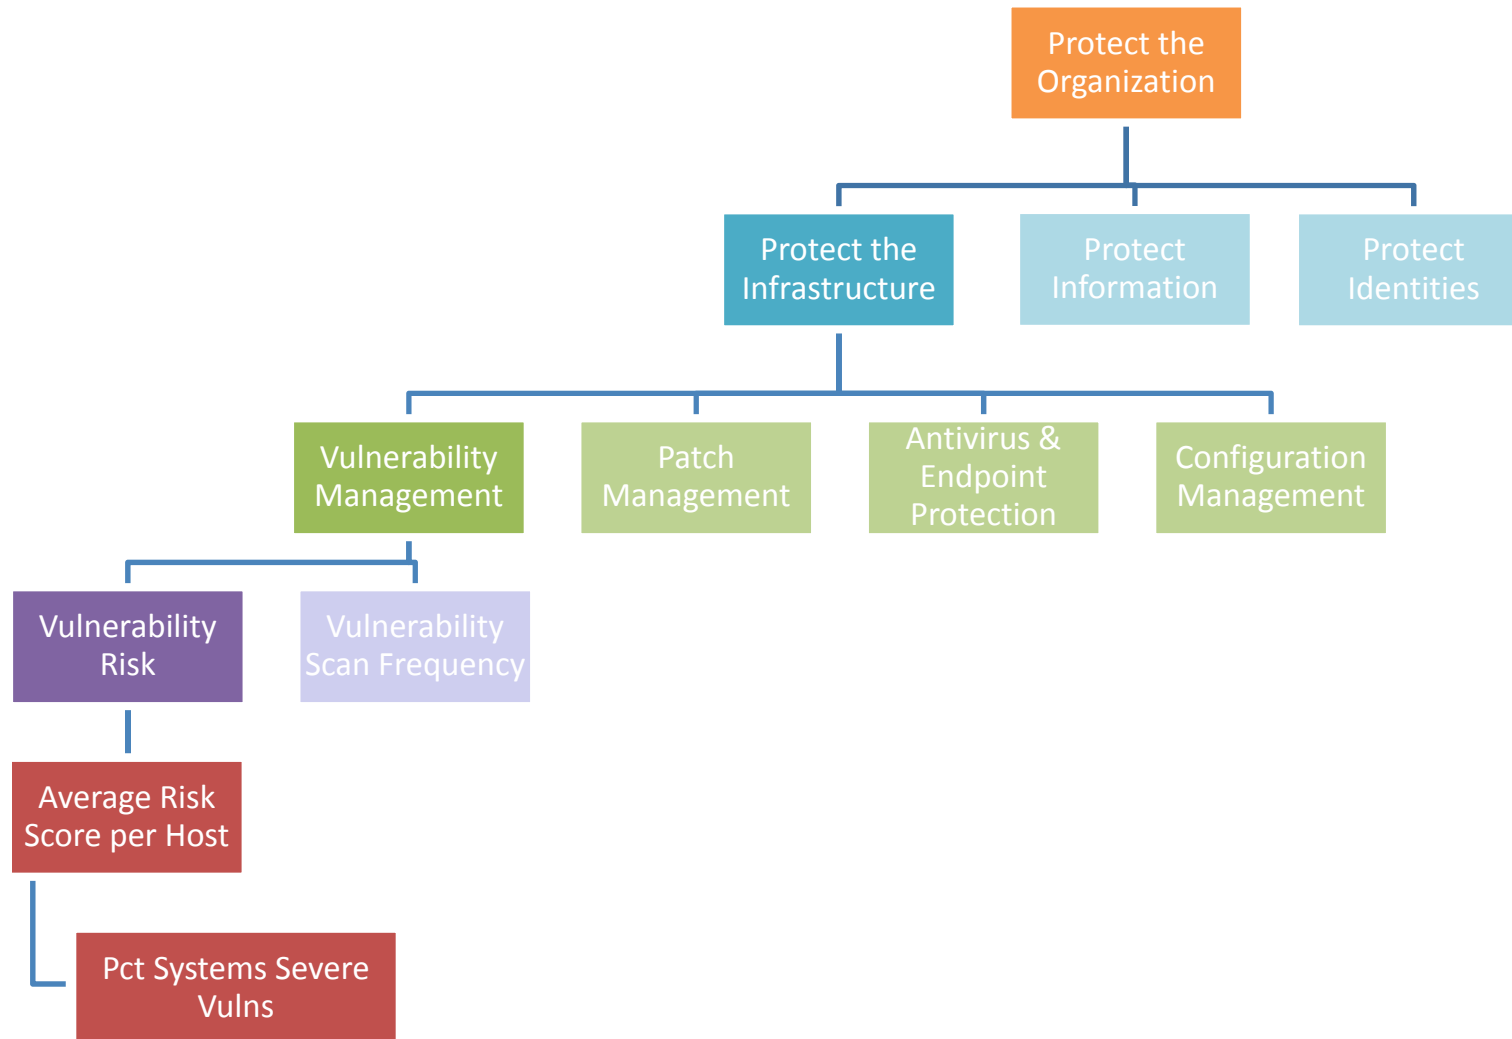 Protect the
Organization
Protect the
Infrastructure
Protect
Information
Protect
Identities
Vulnerability
Management
Patch
Management
Antivirus &
Endpoint
Protection
Configuration
Management
Vulnerability
Risk
Vulnerability
Scan Frequency
Average Risk
Score per Host
Pct Systems Severe
Vulns